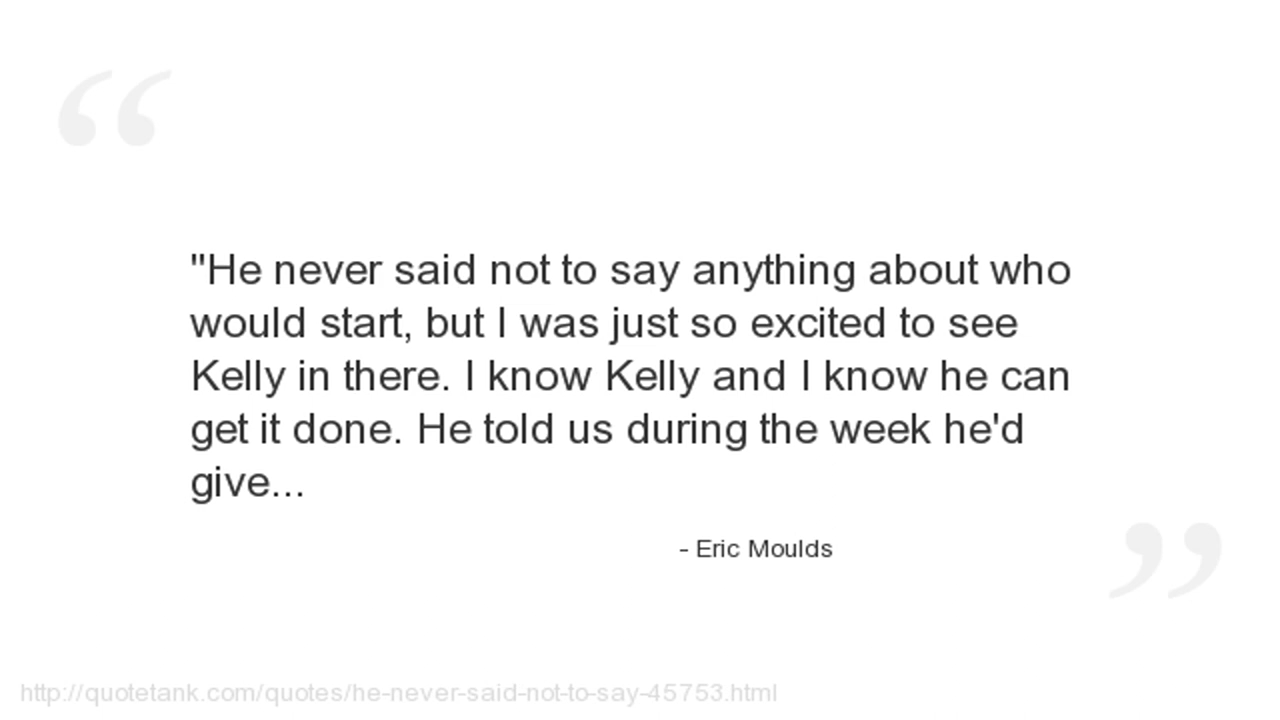 “
"He never said not to say anything about who
would start, but I was just so excited to see
Kelly in there. I know Kelly and I know he can
get it done. He told us during the week he'd
give...
- Eric Moulds
”
http://quotetank.com/quotes/he-never-said-not-to-say-45753.html